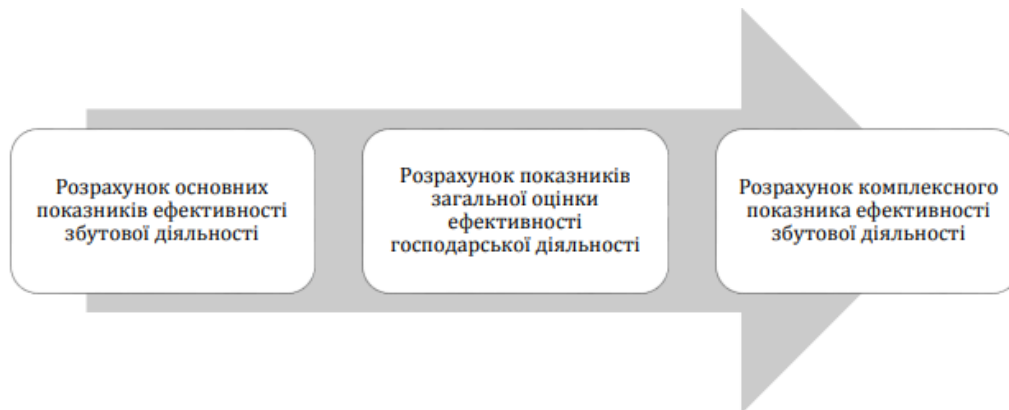 Розрахунок основних
показників ефективності
збутової діяльності
Розрахунок показників
загальної оцінки
ефективності
господарської діяльності
Розрахунок комплексного
показника ефективності
збутової діяльності